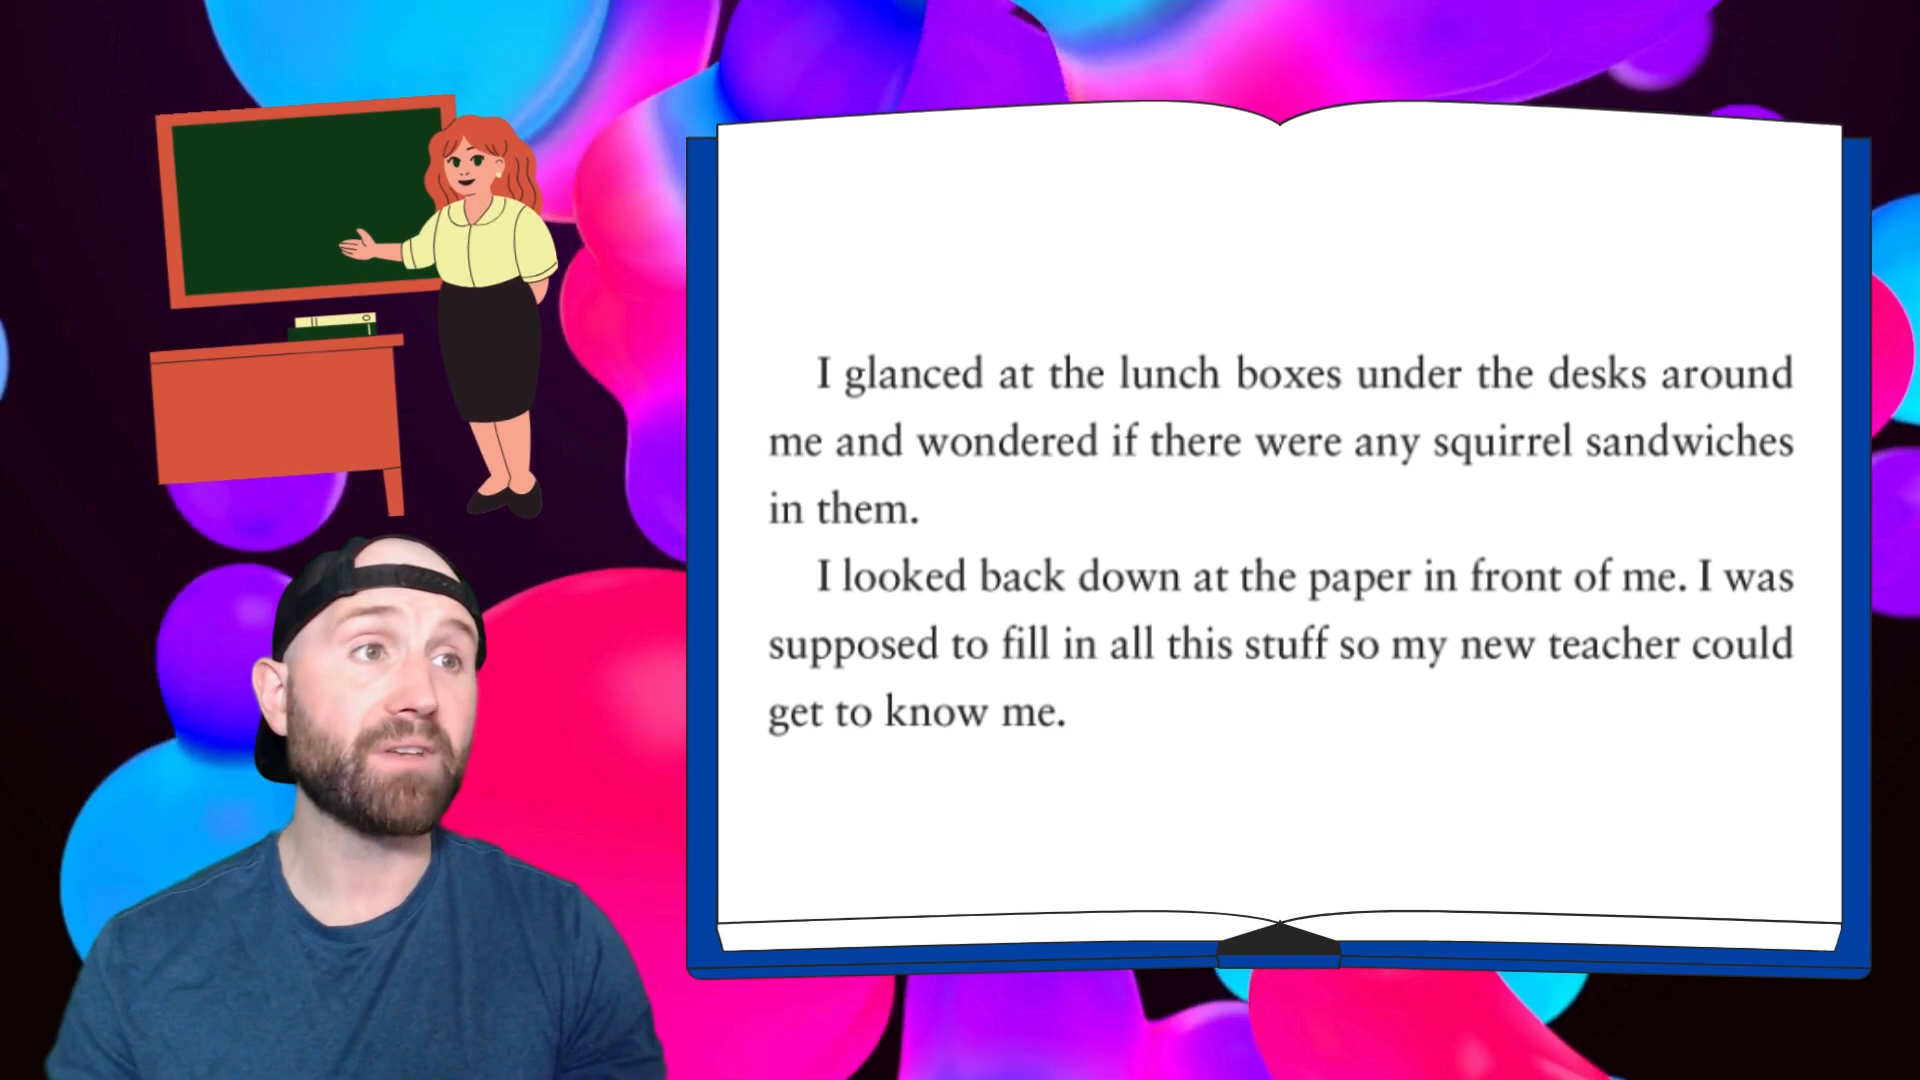 I glanced at the lunch boxes under the desks around
me and wondered if there were any squirrel sandwiches
in them.
I looked back down at the paper in front of me. I was
supposed to fill in all this stuff so my new teacher could
get to know me.